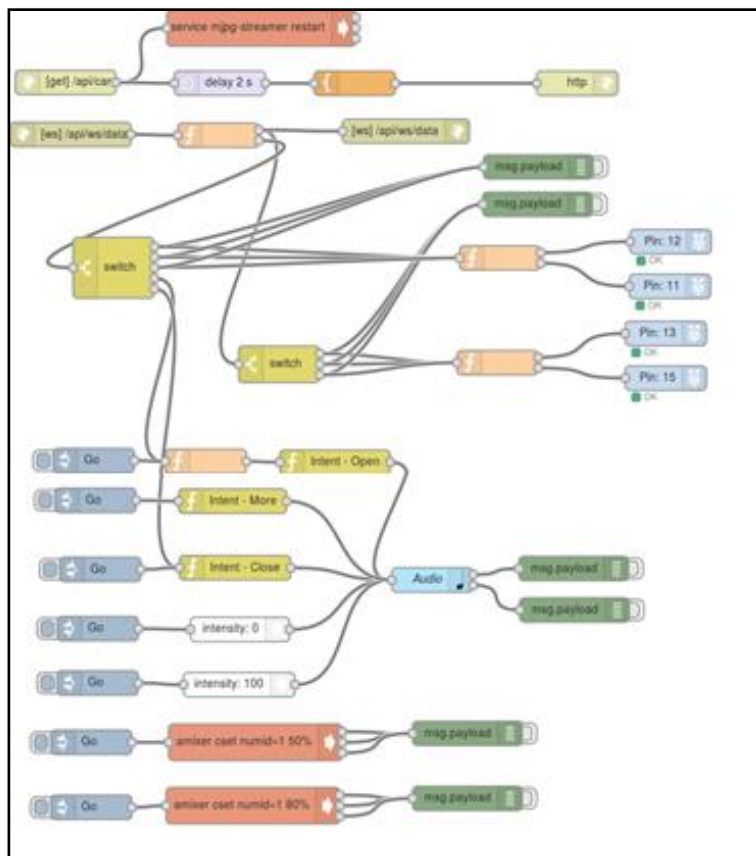 service mjpg-streamer restart
[get] /api/cam
delay 2 s
http
[ws] /api/ws/data
[ws] /api/ws/data
msg.payload
msg.payload
switch
Pin: 12
OK
Pin: 11
OK
switch
Pin: 13
OK
Pin: 15
OK
Go
Intent - Open
Go
Intent - More
Go
Intent - Close
Audio
msg.payload
msg.payload
Go
intensity: 0
Go
intensity: 100
Go
amixer cset numid=1 50%
msg.payload
Go
amixer cset numid=1 80%
msg.payload